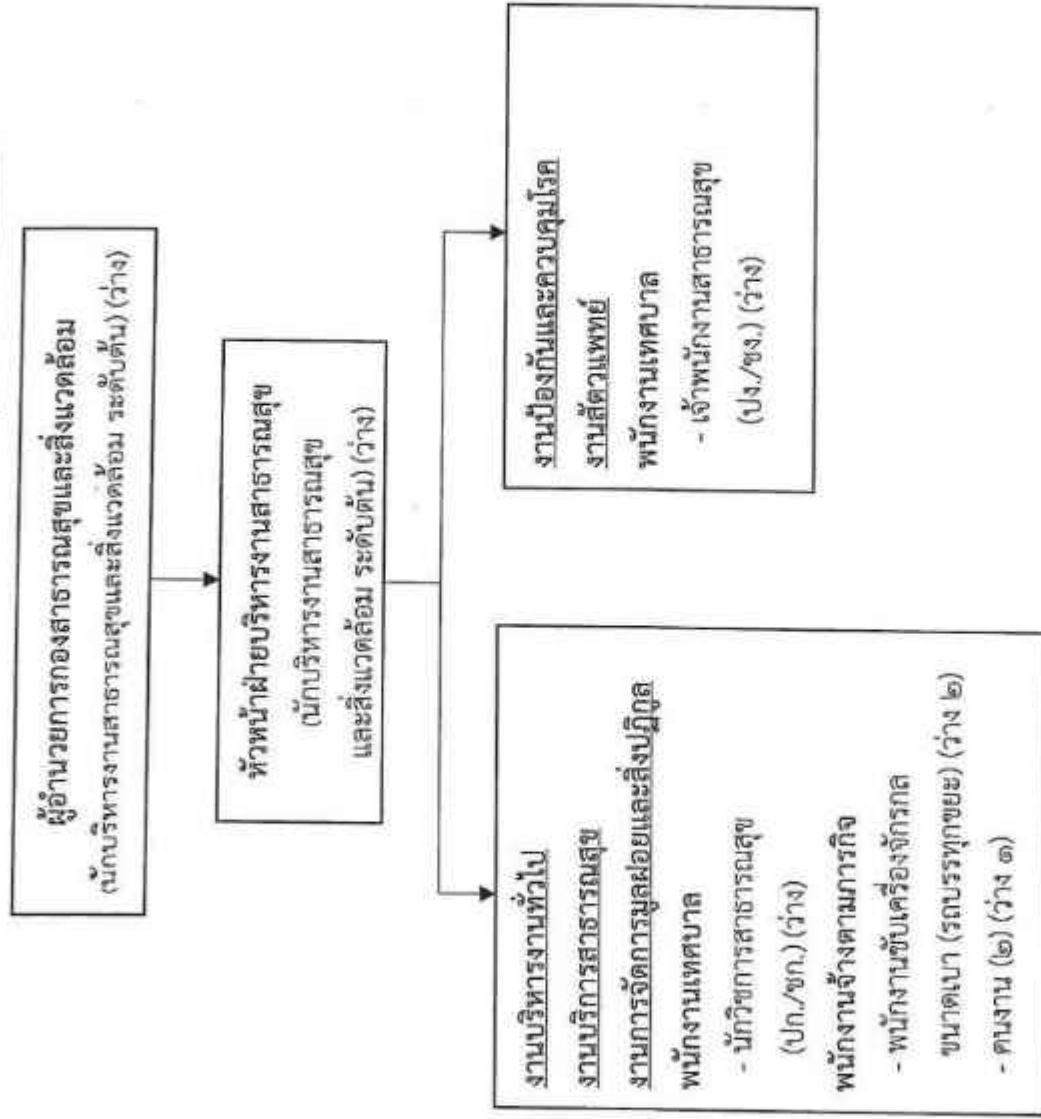 ผู้อำนวยการกองสาธารณสุขและสิ่งแวดล้อม
(นักบริหารงานสาธารณสุขและสิ่งแวดล้อม ระดับต้น) (ว่าง)
หัวหน้าฝ่ายบริหารงานสาธารณสุข
(นักบริหารงานสาธารณสุข
และสิ่งแวดล้อม ระดับต้น) (ว่าง)
งานบริหารงานทั่วไป
งานบริการสาธารณสุข
งานการจัดการมูลฝอยและสิ่งปฏิกูล
พนักงานเทศบาล
- นักวิชการสาธารณสุข
(ปก./ชก.) (ว่าง)
พนักงานจ้างตามภารกิจ
- พนักงานขับเครื่องจักรกล
ขนาดเบา (รถบรรทุกขยะ) (ว่าง ๒)
- คนงาน (๒) (ว่าง ๑)
งานป้องกันและควบคุมโรค
งานสัตวแพทย์
พนักงานเทศบาล
- เจ้าพนักงานสาธารณสุข
(ปง./ชง.) (ว่าง)